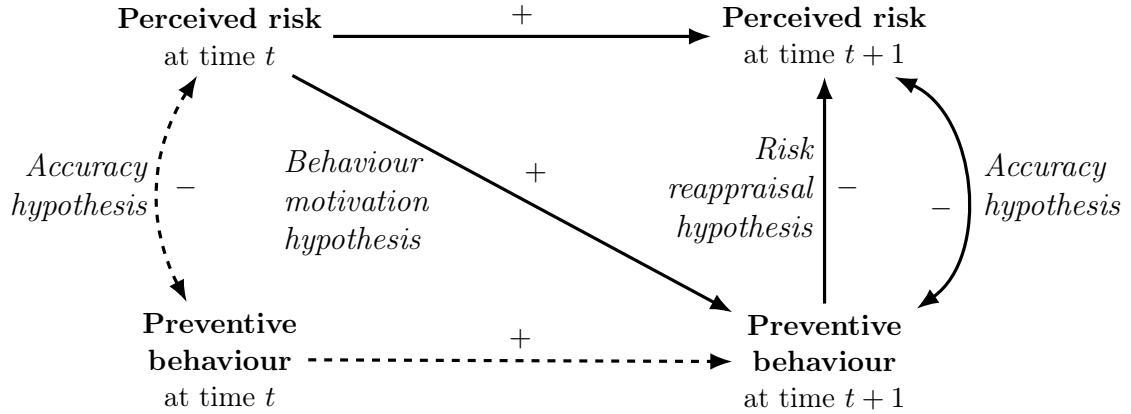 Perceived risk
at time t
+
Perceived risk
at time t + 1
Accuracy
hypothesis
−
Behaviour
motivation
hypothesis
+
Risk
reappraisal
hypothesis
−
−
Accuracy
hypothesis
Preventive
behaviour
at time t
+
Preventive
behaviour
at time t + 1